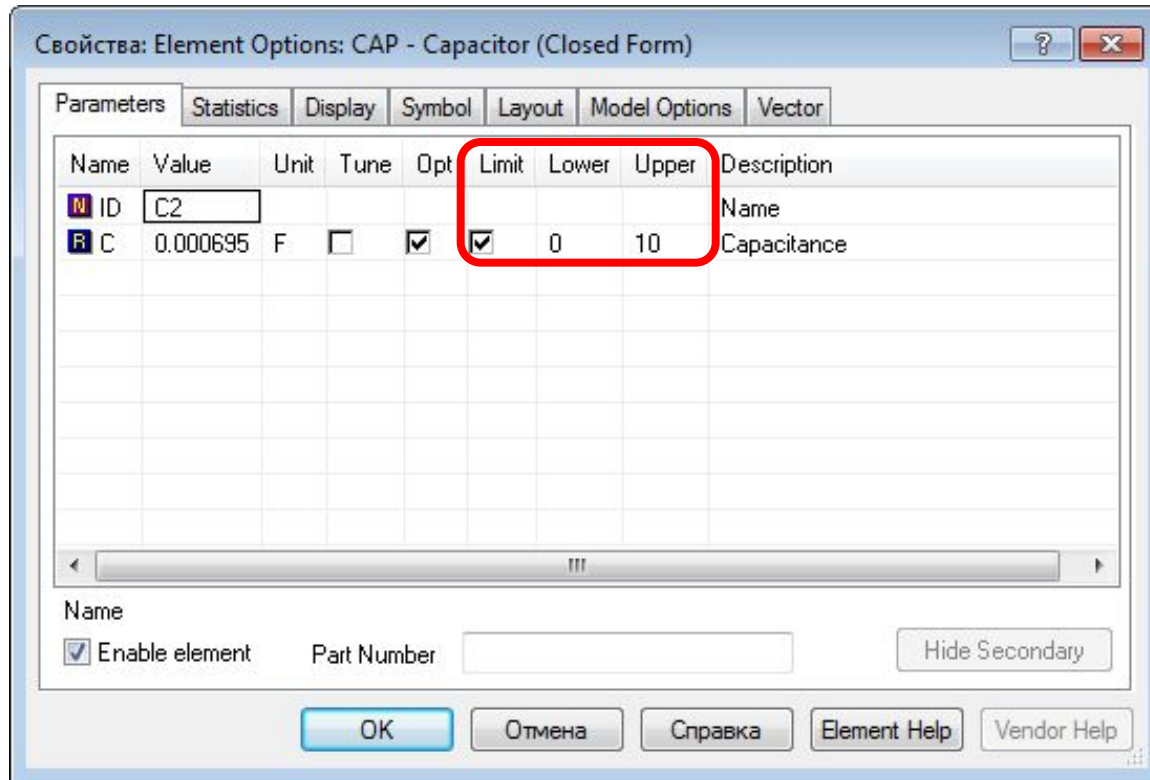 Свойства: Element Options: CAP - Capacitor (Closed Form)
Parameters Statistics Display Symbol Layout Model Options Vector
Name Value Unit Tune Opt Limit Lower Upper Description
N ID C2 Name
R C 0.000695 F 0 10 Capacitance
Name
Enable element Part Number Hide Secondary
OK Отмена Справка Element Help Vendor Help